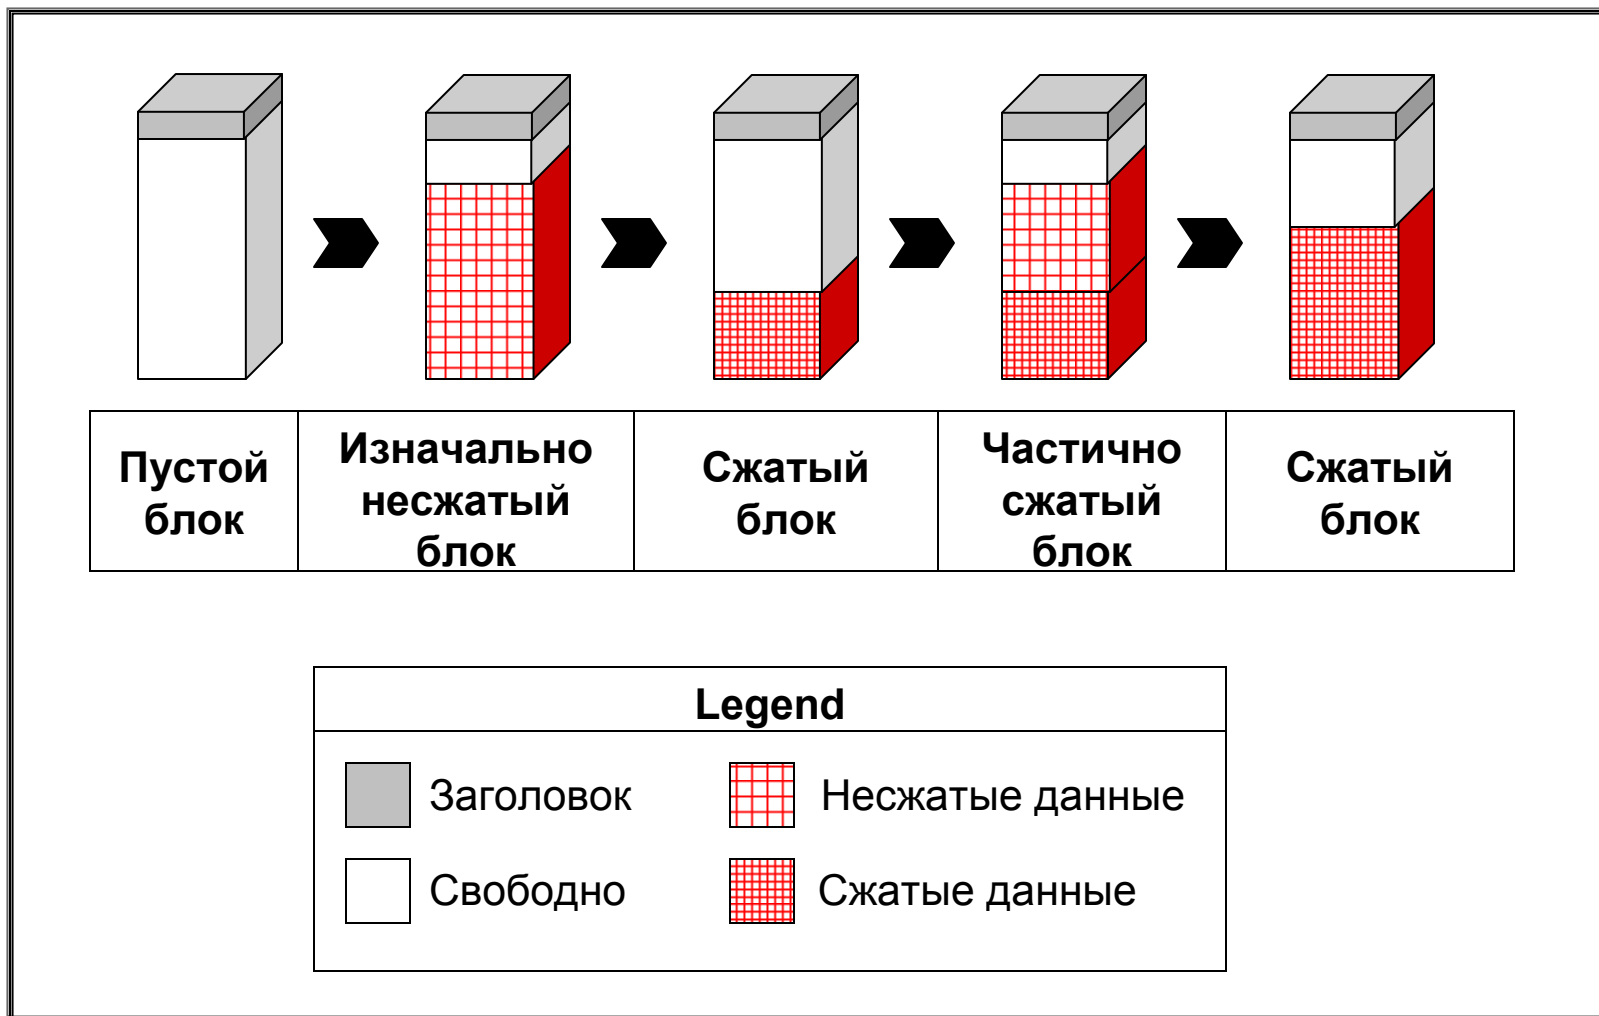 Пустой
блок
Изначально
несжатый
блок
Сжатый
блок
Частично
сжатый
блок
Сжатый
блок
Legend
Заголовок
Несжатые данные
Свободно
Сжатые данные